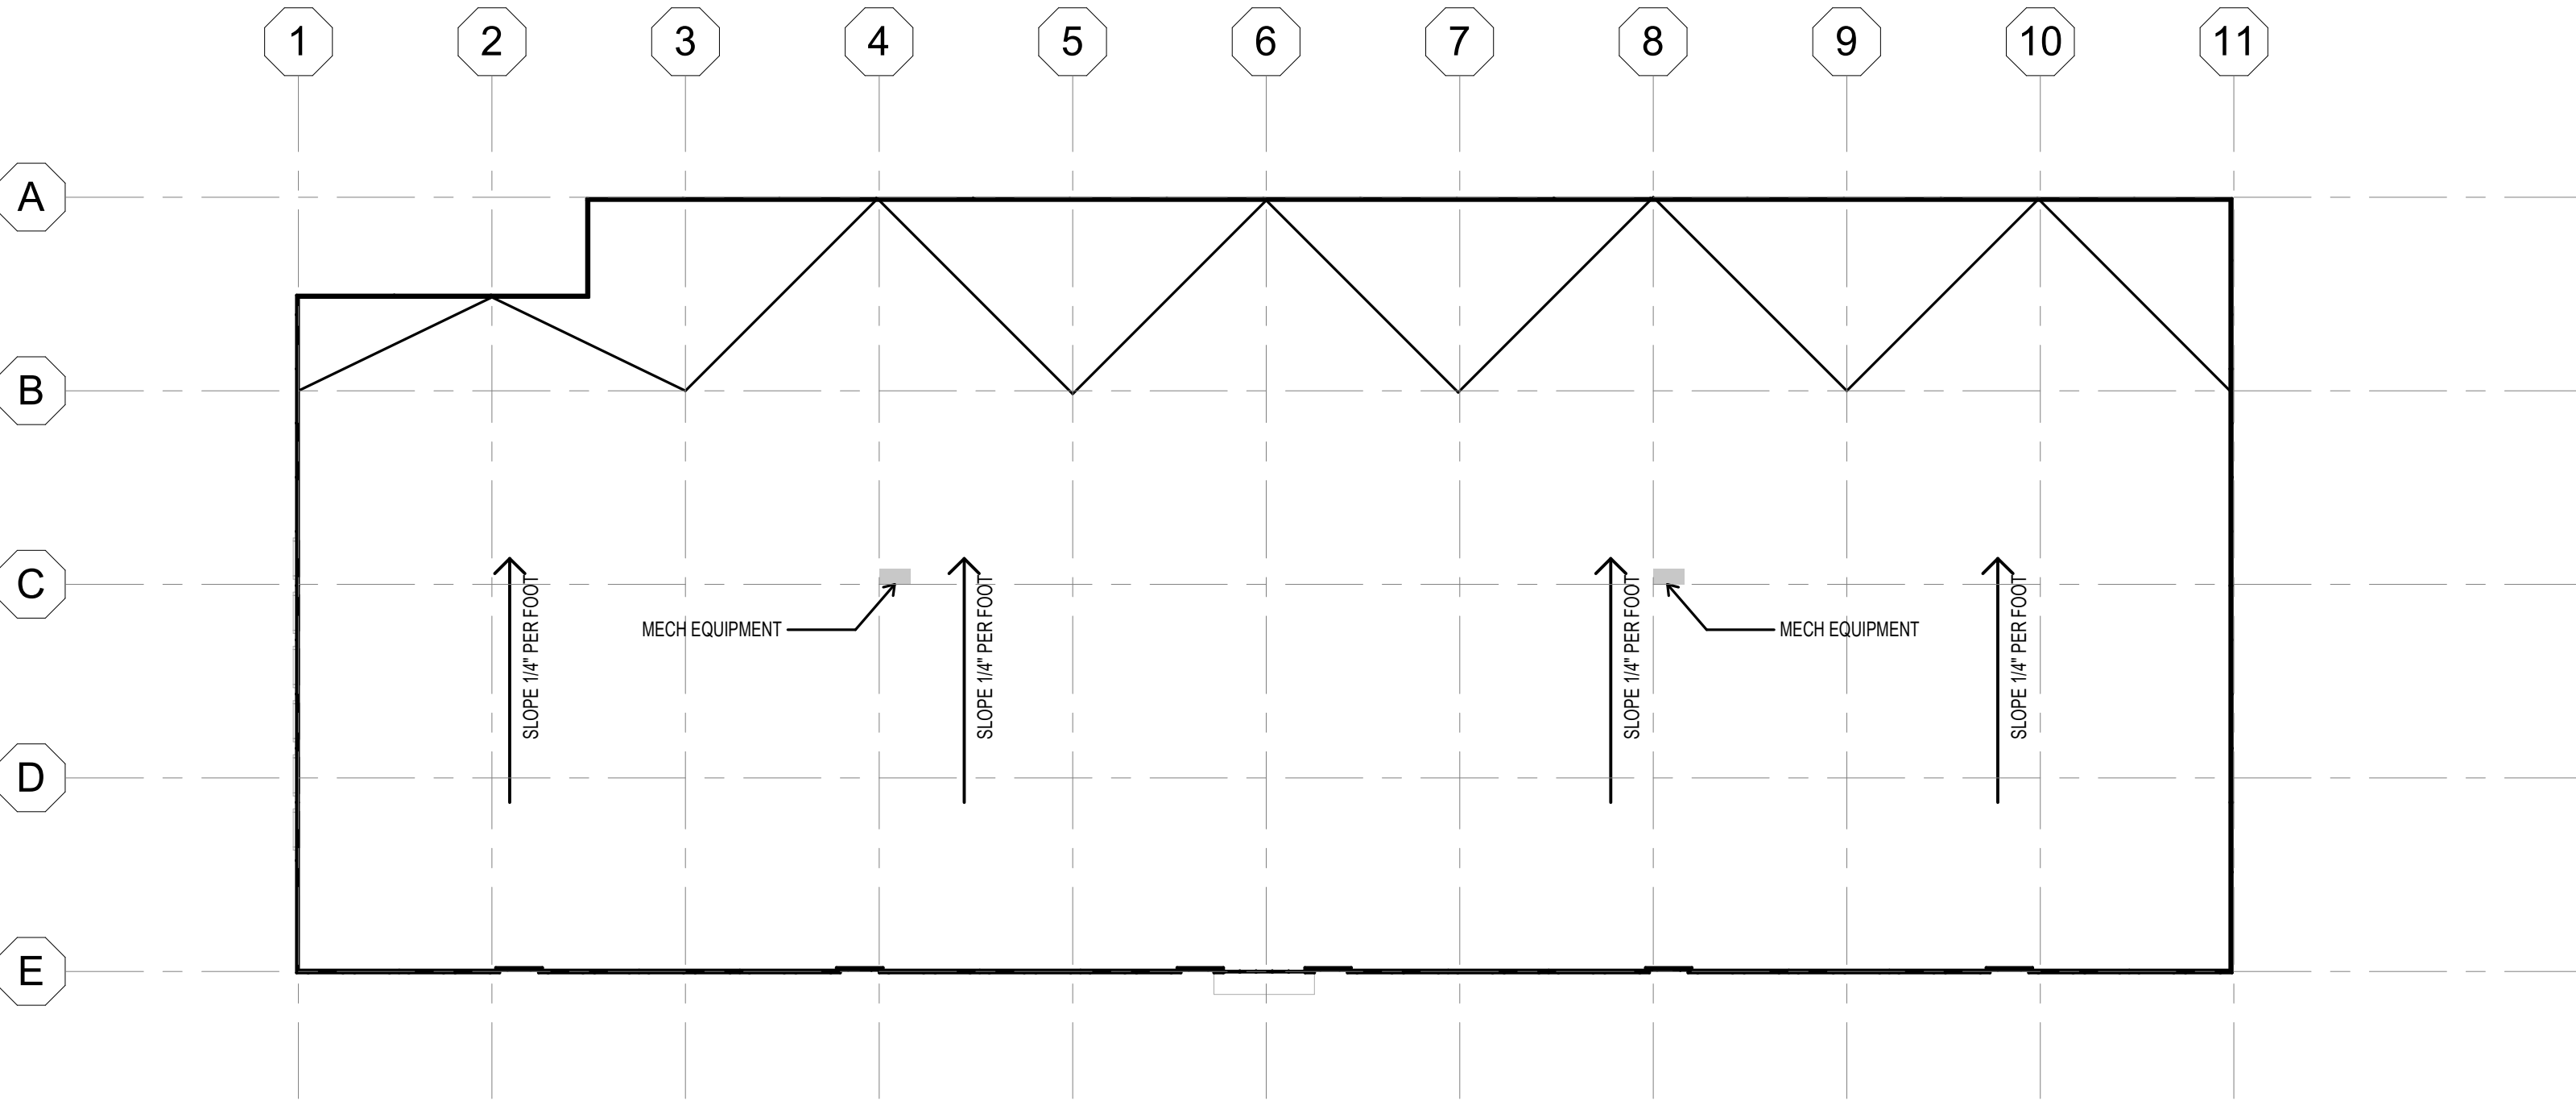 1
2
3
4
5
6
7
8
9
10
11
A
B
C
D
E
SLOPE 1/4" PER FOOT
MECH EQUIPMENT
SLOPE 1/4" PER FOOT
SLOPE 1/4" PER FOOT
MECH EQUIPMENT
SLOPE 1/4" PER FOOT